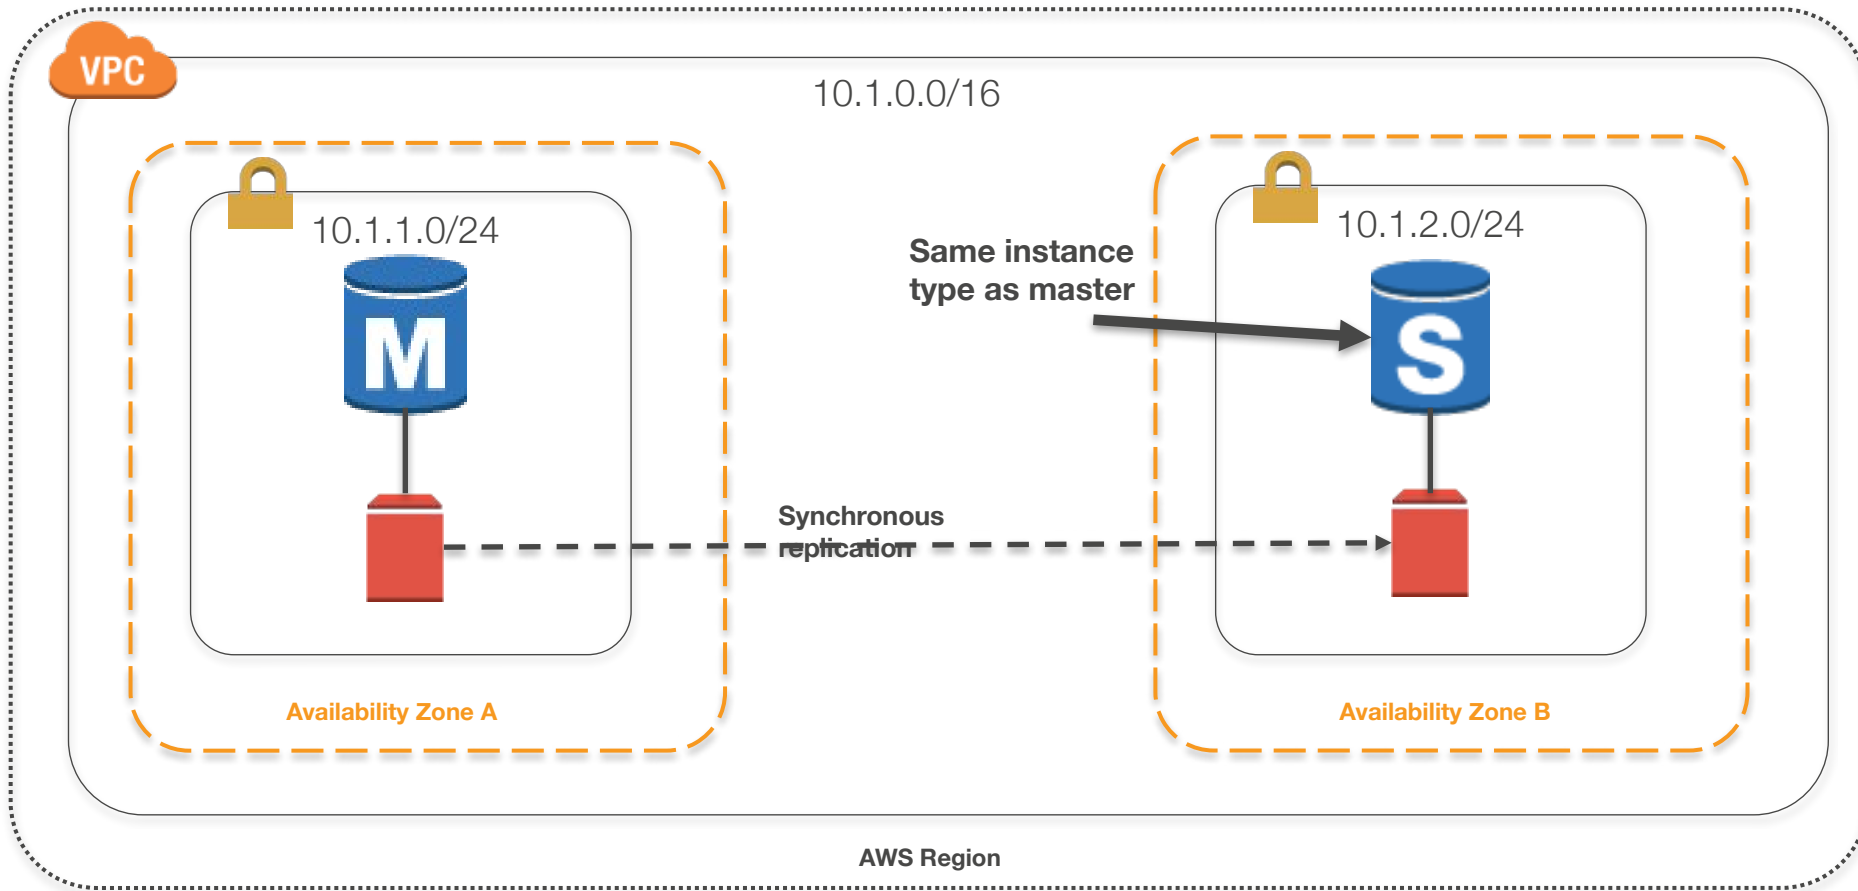 VPC
10.1.0.0/16
10.1.1.0/24
M
Same instance
type as master
10.1.2.0/24
S
Synchronous
replication
Availability Zone A
Availability Zone B
AWS Region